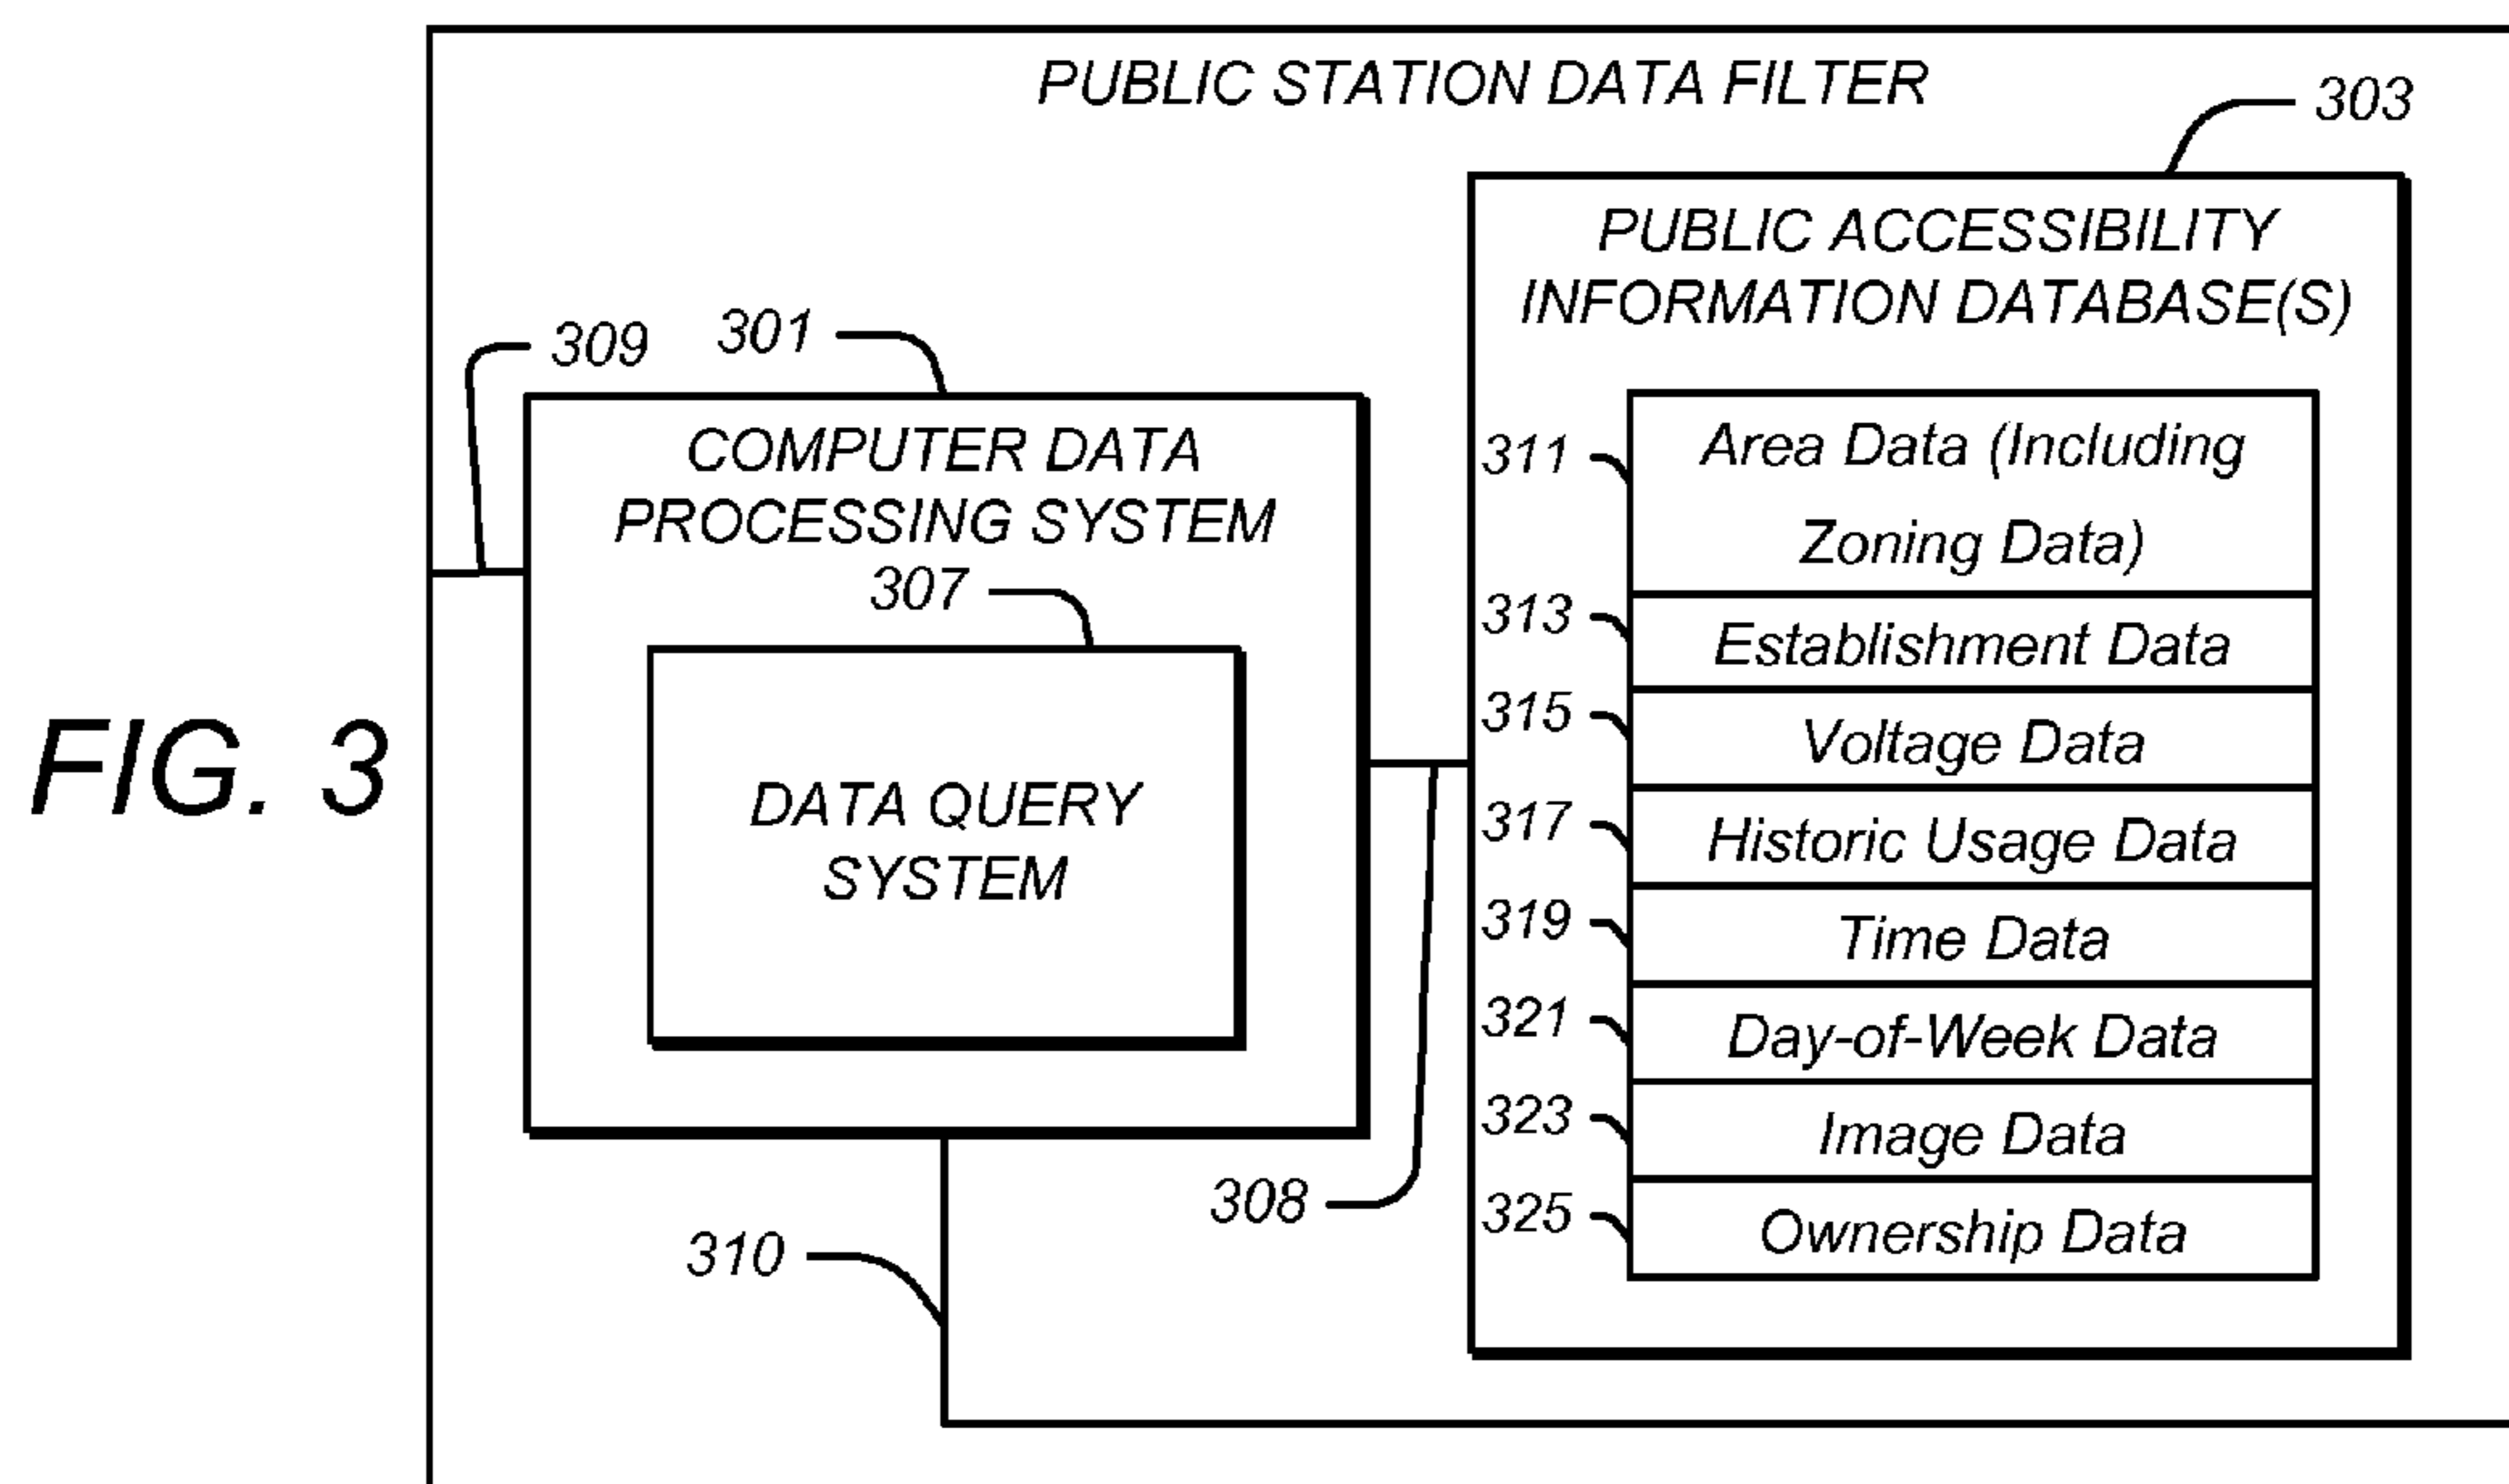 PUBLIC STATION DATA FILTER
303
PUBLIC ACCESSIBILITY
INFORMATION DATABASE(S)
309
301
COMPUTER DATA
PROCESSING SYSTEM
307
DATA QUERY
SYSTEM
FIG. 3
311
Area Data (Including
Zoning Data)
313
Establishment Data
315
Voltage Data
317
Historic Usage Data
319
Time Data
321
Day-of-Week Data
323
Image Data
325
Ownership Data
308
310